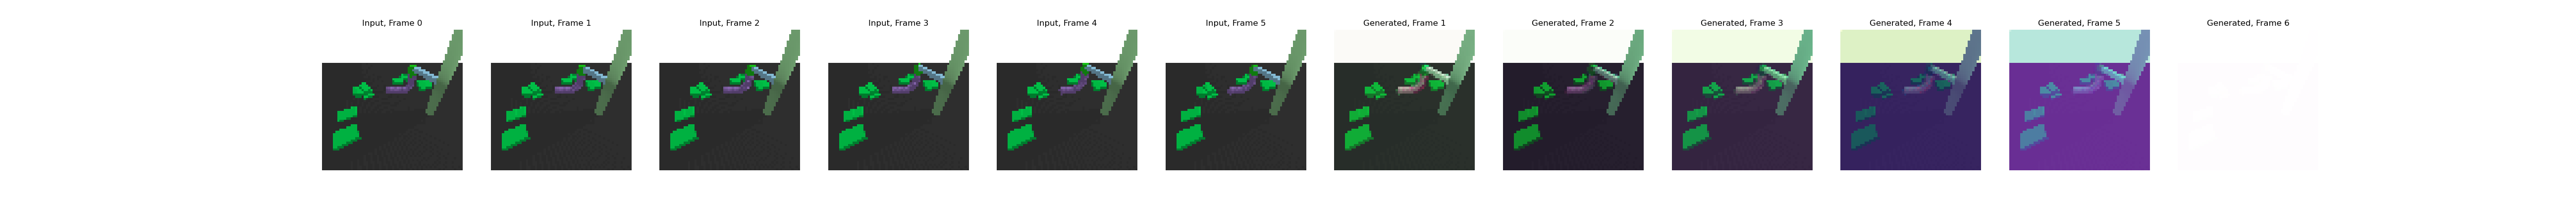 Input, Frame 0
Input, Frame 1
Input, Frame 2
Input, Frame 3
Input, Frame 4
Input, Frame 5
Generated, Frame 1
Generated, Frame 2
Generated, Frame 3
Generated, Frame 4
Generated, Frame 5
Generated, Frame 6